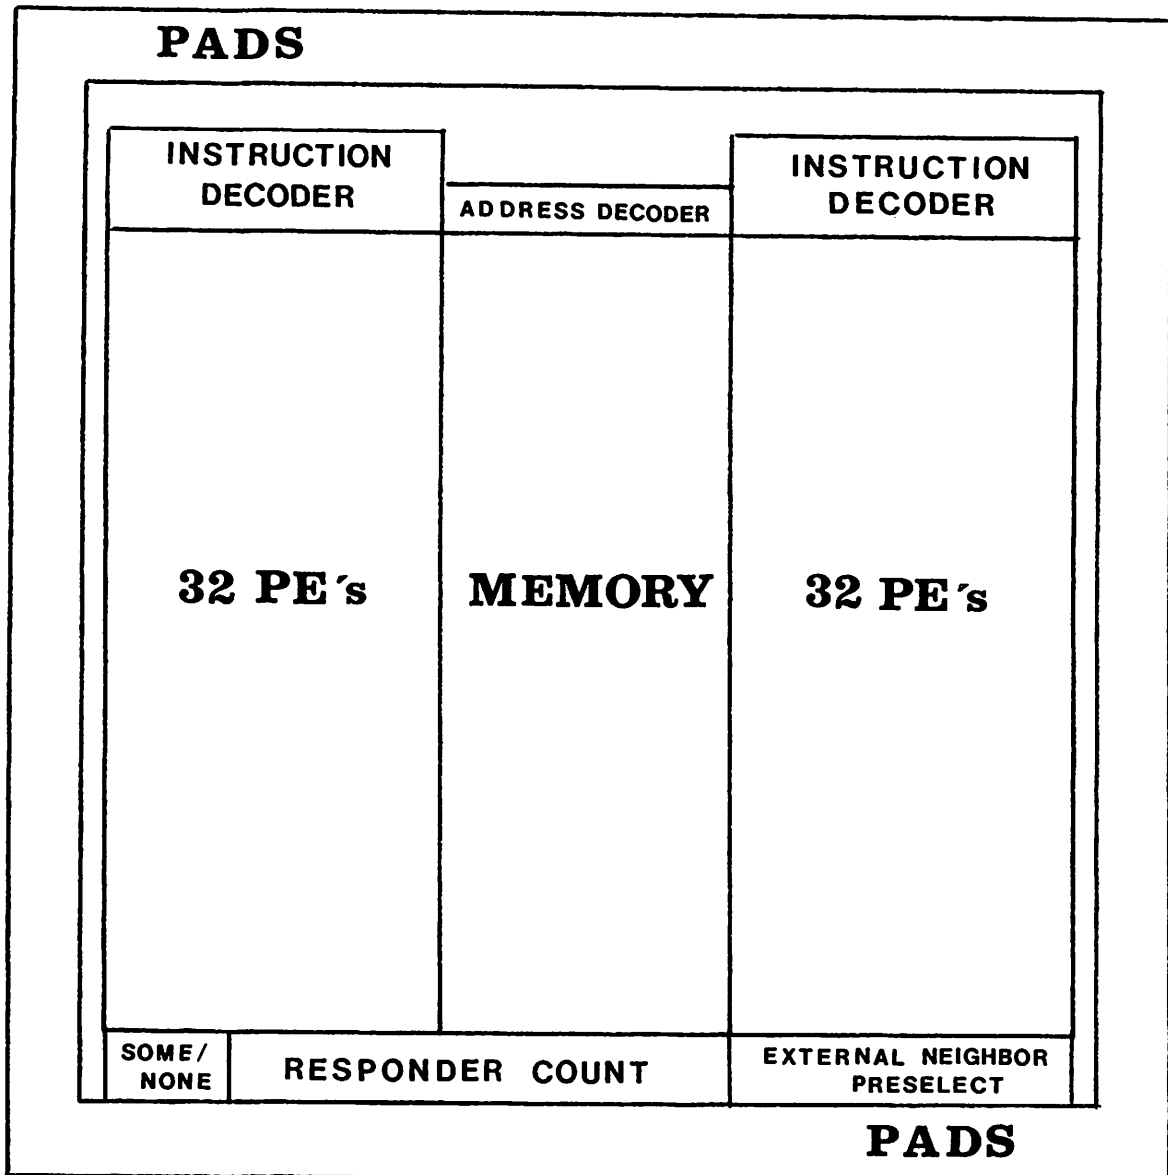 PADS
INSTRUCTION
DECODER
ADDRESS DECODER
INSTRUCTION
DECODER
32 PE´s
MEMORY
32 PE´s
SOME/
NONE
RESPONDER COUNT
EXTERNAL NEIGHBOR
PRESELECT
PADS